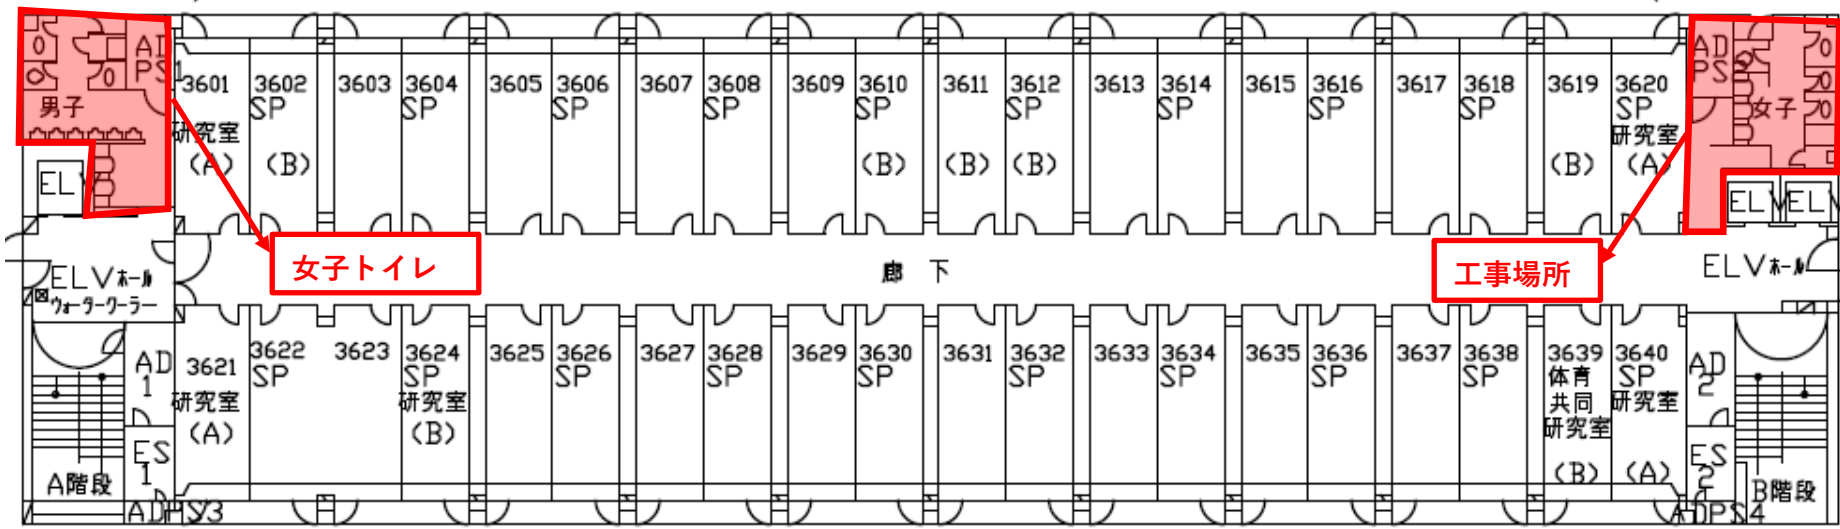 男子
AD
PS1
3601
研究室
(A)
3602
SP
(B)
3603
3604
SP
3605
3606
SP
3607
3608
SP
3609
3610
SP
(B)
3611
(B)
3612
SP
(B)
3613
3614
SP
3615
3616
SP
3617
3618
SP
3619
(B)
3620
SP
研究室
(A)
AD
PS2
女子
ELV
ELV
ELV
女子トイレ
廊下
工事場所
ELVホール
ウォータークーラー
ELVホール
AD
1
3621
研究室
(A)
3622
SP
3623
3624
SP
研究室
(B)
3625
3626
SP
3627
3628
SP
3629
3630
SP
3631
3632
SP
3633
3634
SP
3635
3636
SP
3637
3638
SP
3639
体育
共同
研究室
(B)
3640
SP
研究室
(A)
AD
2
ES
1
ES
2
A階段
B階段
ADPS3
ADPS4